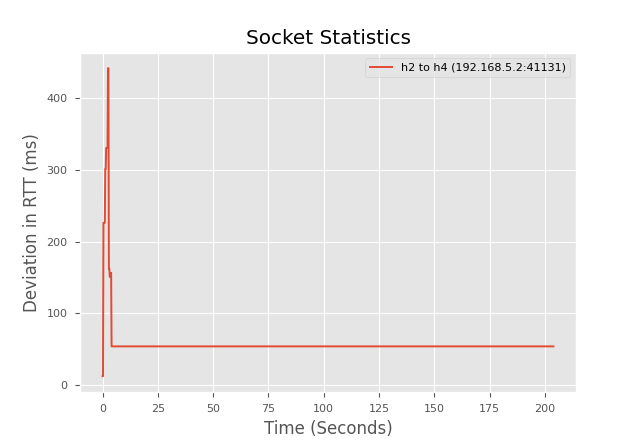 Socket Statistics
h2 to h4 (192.168.5.2:41131)
Deviation in RTT (ms)
400
300
200
100
0
0 25 50 75 100 125 150 175 200
Time (Seconds)